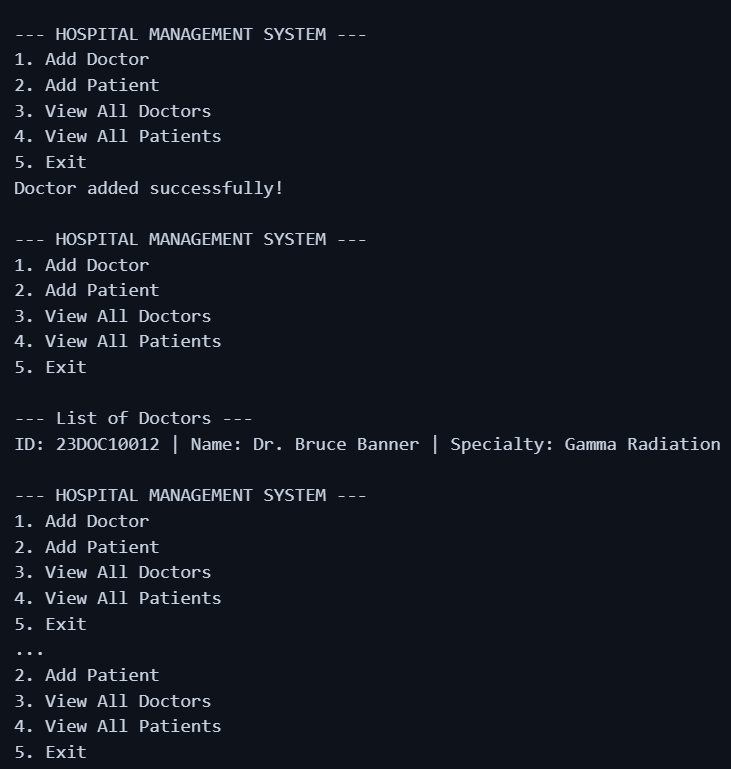 --- HOSPITAL MANAGEMENT SYSTEM ---
1. Add Doctor
2. Add Patient
3. View All Doctors
4. View All Patients
5. Exit
Doctor added successfully!
--- HOSPITAL MANAGEMENT SYSTEM ---
1. Add Doctor
2. Add Patient
3. View All Doctors
4. View All Patients
5. Exit
--- List of Doctors ---
ID: 23DOC10012 | Name: Dr. Bruce Banner | Specialty: Gamma Radiation
--- HOSPITAL MANAGEMENT SYSTEM ---
1. Add Doctor
2. Add Patient
3. View All Doctors
4. View All Patients
5. Exit
...
2. Add Patient
3. View All Doctors
4. View All Patients
5. Exit